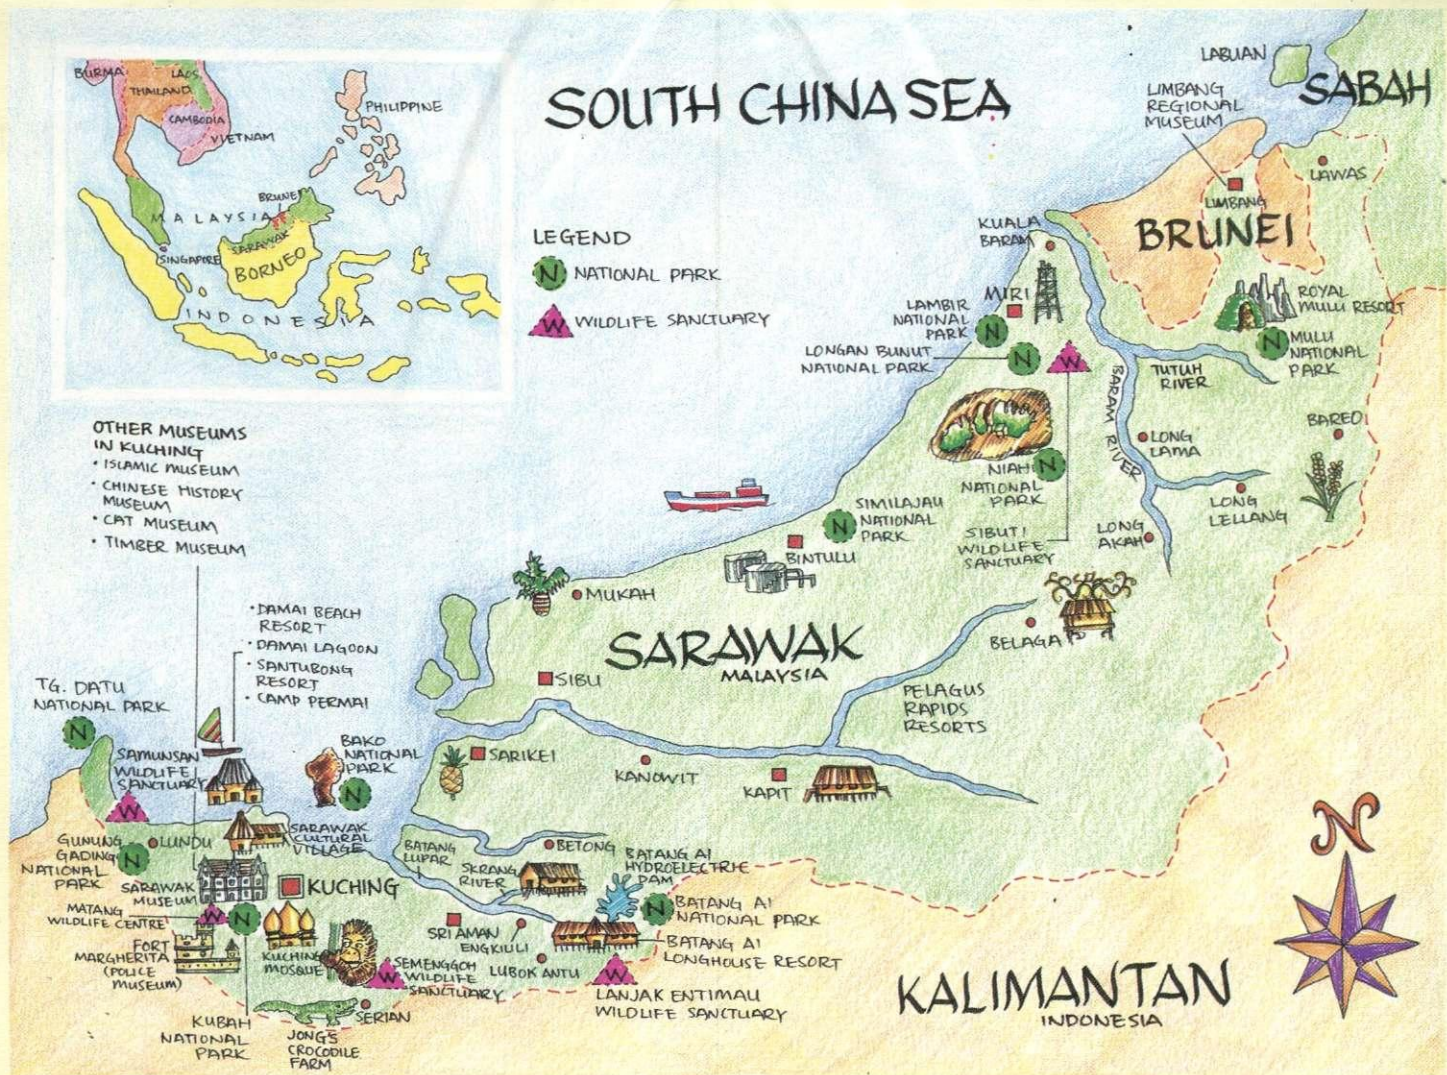 BURMA
LAOS
THAILAND
CAMBODIA
VIETNAM
PHILIPPINE
BRUNEI
MALAYSIA
SARAWAK
SINGAPORE
BORNEO
INDONESIA
SOUTH CHINA SEA
LEGEND
N NATIONAL PARK
W WILDLIFE SANCTUARY
LABUAN
SABAH
LIMBANG
REGIONAL
MUSEUM
LAWAS
LIMBANG
BRUNEI
KUALA
BARAM
MIRI
LAMBIR
NATIONAL
PARK
N
LONGAN BUNUT
NATIONAL PARK
N
W
ROYAL
MULU RESORT
N
MULU
NATIONAL
PARK
TUTUH
RIVER
BARAM RIVER
BAREO
LONG
LAMA
LONG
LELLANG
LONG
AKAH
NIAH
NATIONAL
PARK
N
SIBUTI
WILDLIFE
SANCTUARY
SIMILAJAU
NATIONAL
PARK
N
BINTULU
MUKAH
BELAGA
SARAWAK
MALAYSIA
SIBU
PELAGUS
RAPIDS
RESORTS
SARIKEI
KANOWIT
KAPIT
OTHER MUSEUMS
IN KUCHING
• ISLAMIC MUSEUM
• CHINESE HISTORY
MUSEUM
• CAT MUSEUM
• TIMBER MUSEUM
• DAMAI BEACH
RESORT
• DAMAI LAGOON
• SANTUBONG
RESORT
• CAMP PERMAI
TG. DATU
NATIONAL PARK
N
SAMUNSAN
WILDLIFE
SANCTUARY
W
BAKO
NATIONAL
PARK
N
GUNUNG
GADING
NATIONAL
PARK
N
LUNDU
SARAWAK
CULTURAL
VILLAGE
SARAWAK
MUSEUM
KUCHING
MATANG
WILDLIFE CENTRE
W
N
FORT
MARGHERITA
(POLICE
MUSEUM)
KUCHING
MOSQUE
KUBAH
NATIONAL
PARK
JONG'S
CROCODILE
FARM
SERIAN
SEMENGGOH
WILDLIFE
SANCTUARY
W
BATANG
LUPAR
BETONG
SKRANG
RIVER
BATANG AI
HYDROELECTRIE
DAM
N
BATANG AI
NATIONAL PARK
BATANG AI
LONGHOUSE RESORT
SRI AMAN
ENGKILILI
LUBOK ANTU
W
LANJAK ENTIMAU
WILDLIFE SANCTUARY
KALIMANTAN
INDONESIA
N